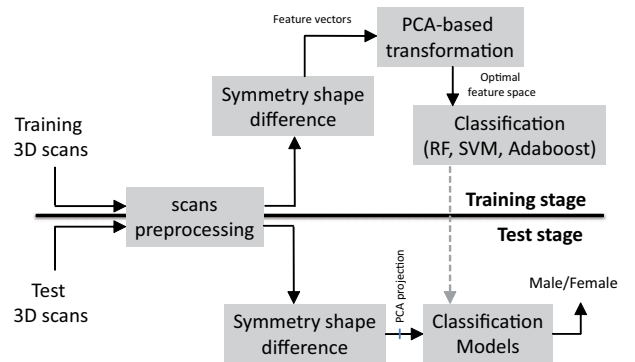 Feature vectors
PCA-based
transformation
Optimal
feature space
Symmetry shape
difference
Classification
(RF, SVM, Adaboost)
Training
3D scans
scans
preprocessing
Training stage
Test stage
Test
3D scans
Symmetry shape
difference
PCA projection
Classification
Models
Male/Female